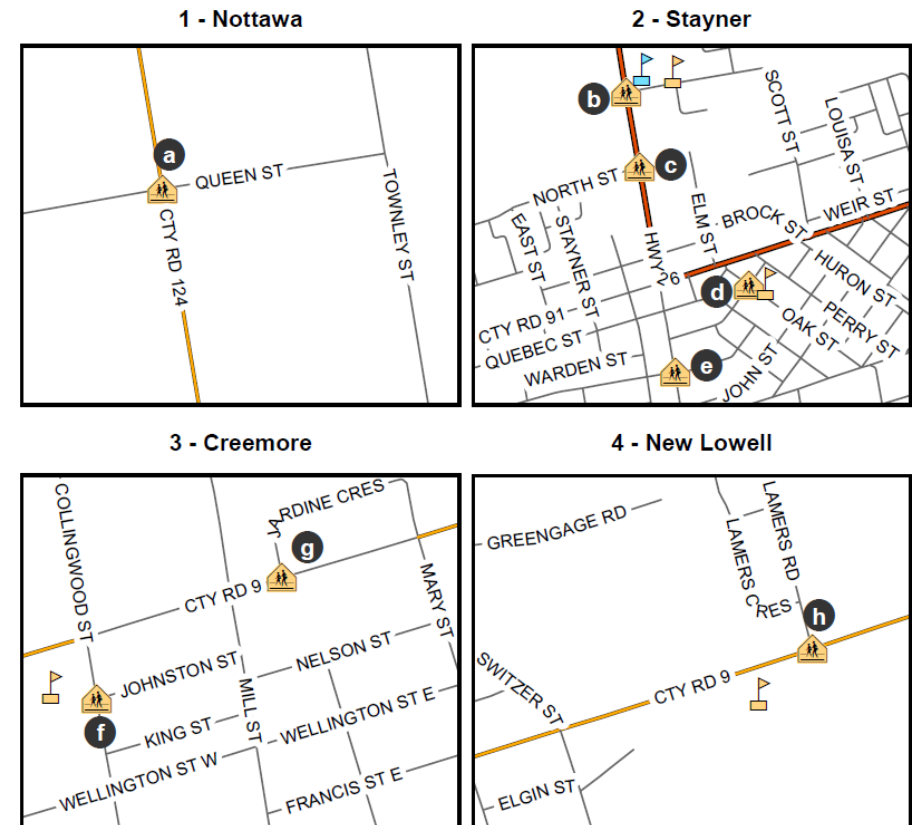 1 - Nottawa
a
QUEEN ST
CTY RD 124
TOWNLEY ST
2 - Stayner
b
SCOTT ST
LOUISA ST
c
NORTH ST
ELM ST
WEIR ST
BROCK ST
EAST ST
STAYNER ST
HWY 26
HURON ST
d
CTY RD 91
OAK ST
PERRY ST
QUEBEC ST
WARDEN ST
e
JOHN ST
3 - Creemore
COLLINGWOOD ST
JARDINE CRES
g
CTY RD 9
MARY ST
JOHNSTON ST
NELSON ST
MILL ST
f
KING ST
WELLINGTON ST E
WELLINGTON ST W
FRANCIS ST E
4 - New Lowell
LAMERS RD
GREENGAGE RD
LAMERS CRES
h
SWITZER ST
CTY RD 9
ELGIN ST